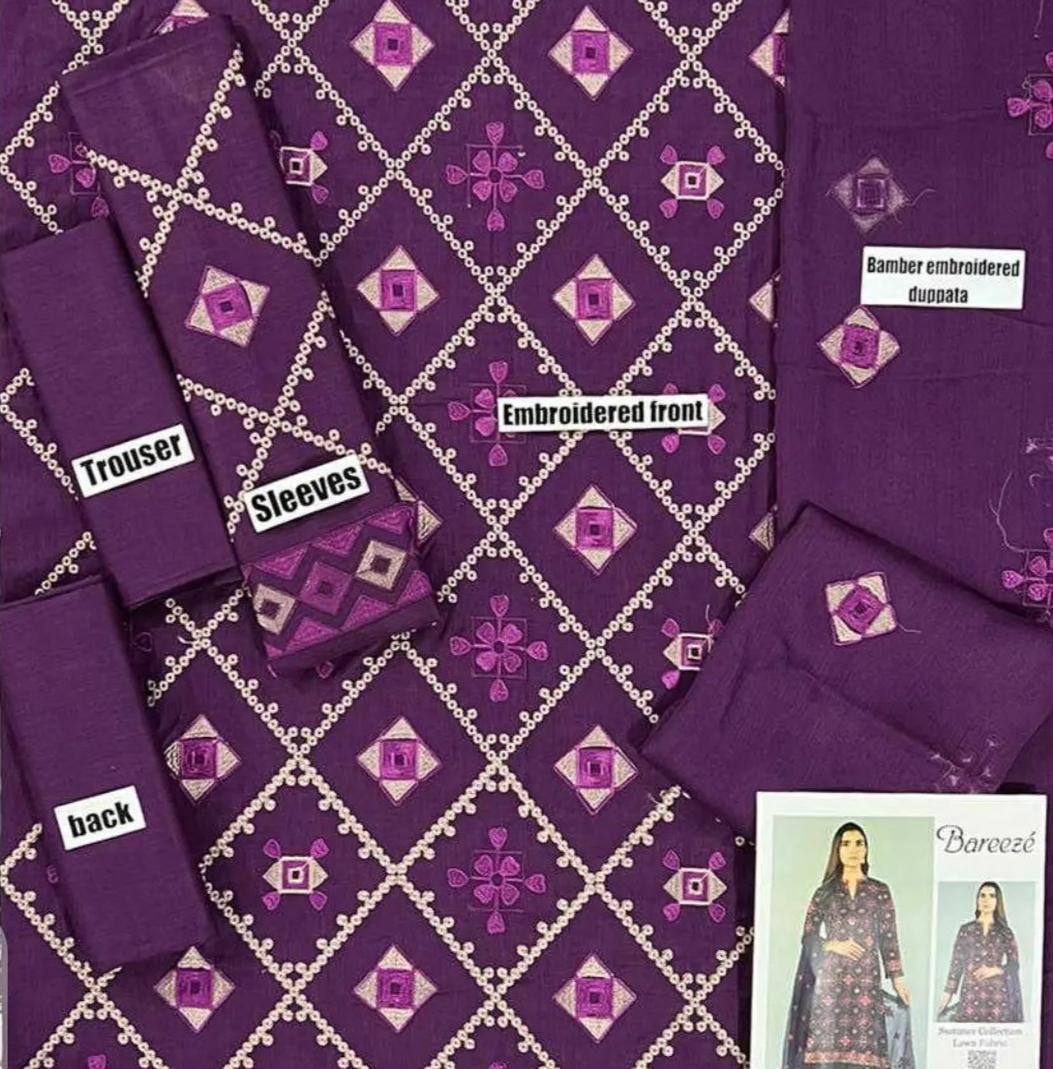 Bamber embroidered
duppata
Embroidered front
Trouser
Sleeves
back
Bareezé
Summer Collection
Lawn Fabric